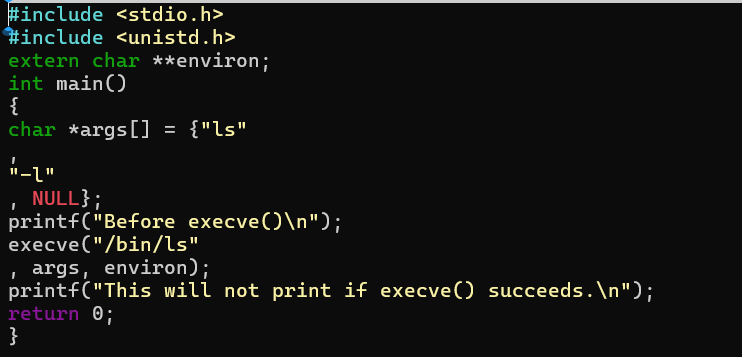 #include <stdio.h>
#include <unistd.h>
extern char **environ;
int main()
{
char *args[] = {"ls"
,
"-l"
, NULL};
printf("Before execve()\n");
execve("/bin/ls"
, args, environ);
printf("This will not print if execve() succeeds.\n");
return 0;
}